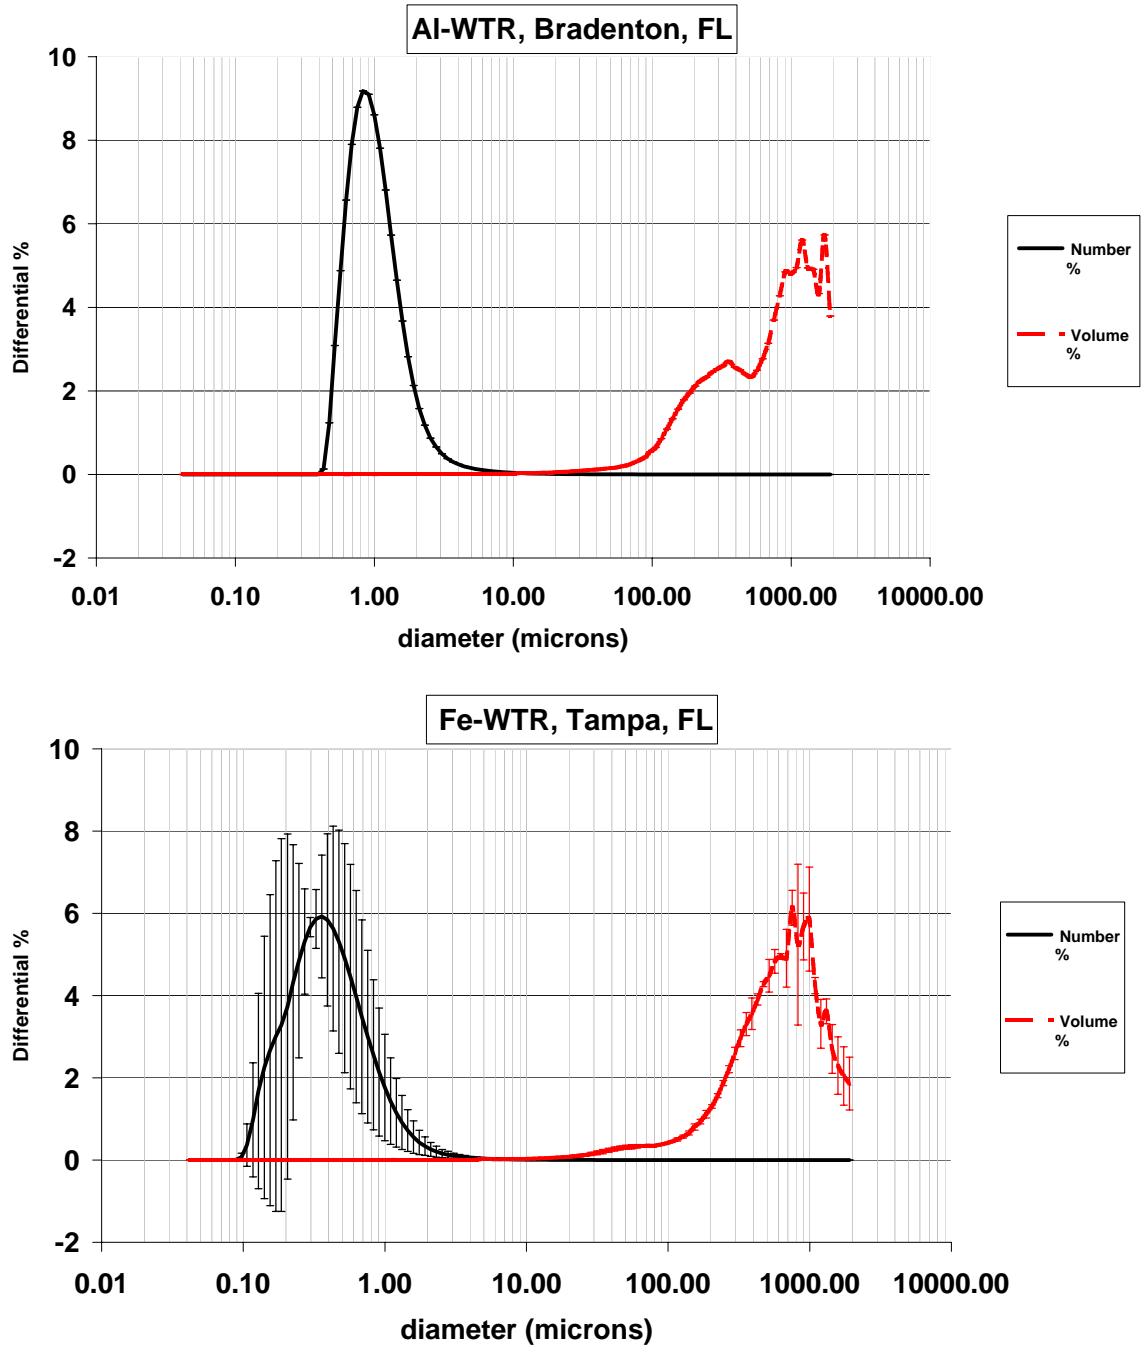 Al-WTR, Bradenton, FL
10
8
6
4
2
0
-2
Differential %
0.01 0.10 1.00 10.00 100.00 1000.00 10000.00
diameter (microns)
Number
%
Volume
%
Fe-WTR, Tampa, FL
10
8
6
4
2
0
-2
Differential %
0.01 0.10 1.00 10.00 100.00 1000.00 10000.00
diameter (microns)
Number
%
Volume
%